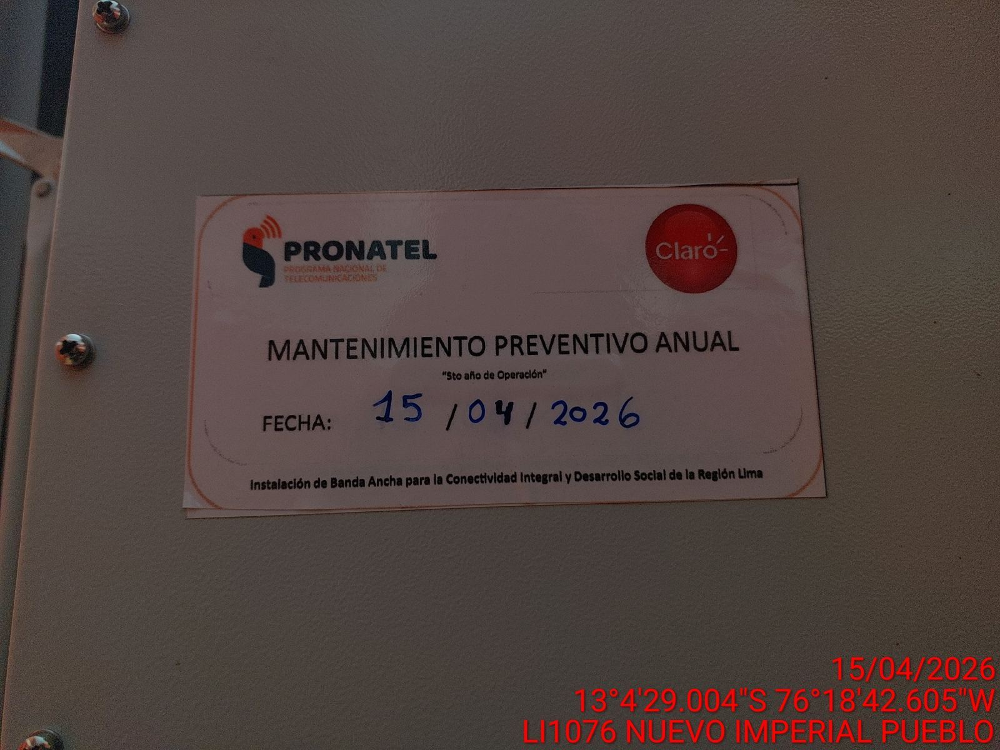 PRONATEL
PROGRAMA NACIONAL DE
TELECOMUNICACIONES
Claro
MANTENIMIENTO PREVENTIVO ANUAL
"5to año de Operación"
FECHA: 15 / 04 / 2026
Instalación de Banda Ancha para la Conectividad Integral y Desarrollo Social de la Región Lima
15/04/2026
13°4'29.004"S 76°18'42.605"W
LI1076 NUEVO IMPERIAL PUEBLO